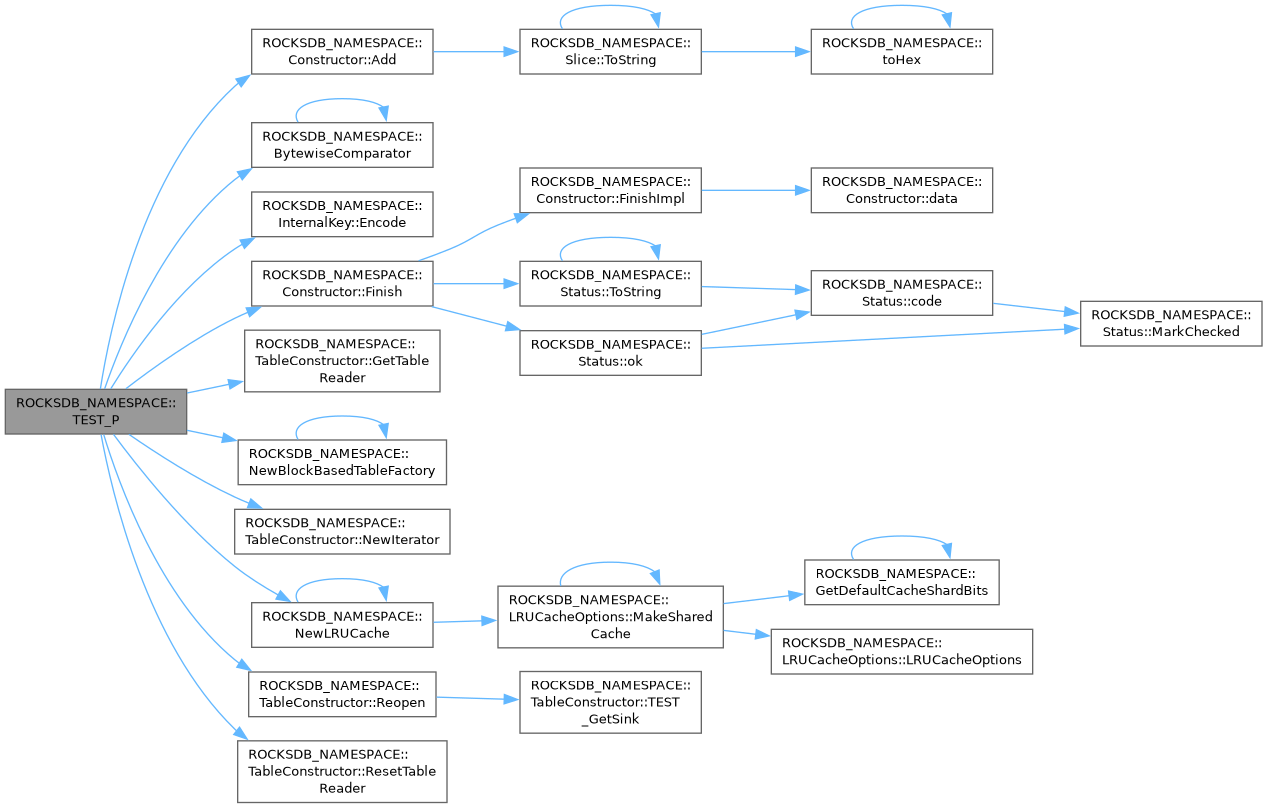 ROCKSDB_NAMESPACE::
TEST_P
ROCKSDB_NAMESPACE::
Constructor::Add
ROCKSDB_NAMESPACE::
Slice::ToString
ROCKSDB_NAMESPACE::
toHex
ROCKSDB_NAMESPACE::
BytewiseComparator
ROCKSDB_NAMESPACE::
InternalKey::Encode
ROCKSDB_NAMESPACE::
Constructor::Finish
ROCKSDB_NAMESPACE::
Constructor::FinishImpl
ROCKSDB_NAMESPACE::
Constructor::data
ROCKSDB_NAMESPACE::
Status::ToString
ROCKSDB_NAMESPACE::
Status::ok
ROCKSDB_NAMESPACE::
Status::code
ROCKSDB_NAMESPACE::
Status::MarkChecked
ROCKSDB_NAMESPACE::
TableConstructor::GetTable
Reader
ROCKSDB_NAMESPACE::
NewBlockBasedTableFactory
ROCKSDB_NAMESPACE::
TableConstructor::NewIterator
ROCKSDB_NAMESPACE::
NewLRUCache
ROCKSDB_NAMESPACE::
LRUCacheOptions::MakeShared
Cache
ROCKSDB_NAMESPACE::
GetDefaultCacheShardBits
ROCKSDB_NAMESPACE::
LRUCacheOptions::LRUCacheOptions
ROCKSDB_NAMESPACE::
TableConstructor::Reopen
ROCKSDB_NAMESPACE::
TableConstructor::TEST
_GetSink
ROCKSDB_NAMESPACE::
TableConstructor::ResetTable
Reader